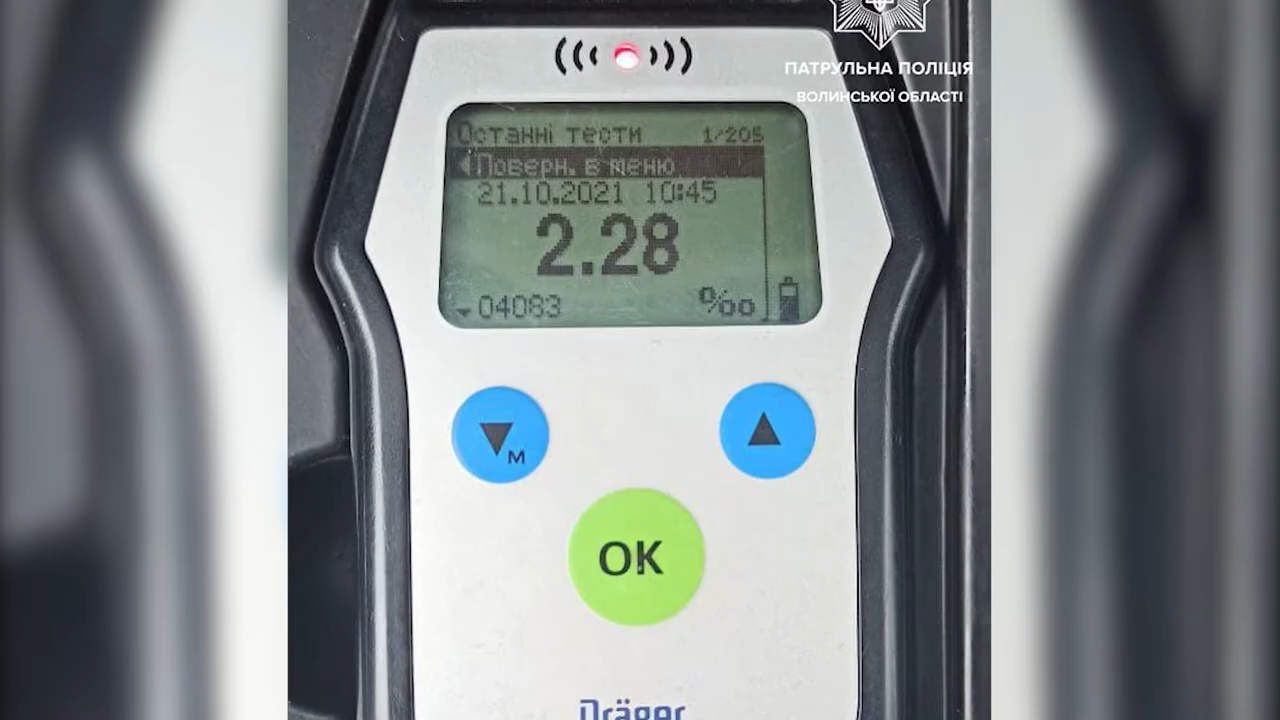 ПАТРУЛЬНА ПОЛІЦІЯ
ВОЛИНСЬКОЇ ОБЛАСТІ
Останні тести 1/205
Поверн. в меню
21.10.2021 10:45
2.28
04083 ‰
M
OK
Dräger